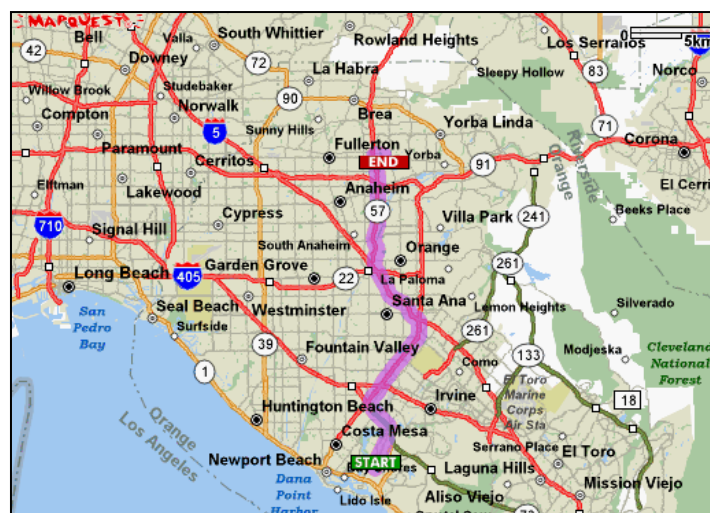 MAPQUEST
Bell
Valla
South Whittier
Rowland Heights
Los Serranos
0
5km
42
Downey
72
La Habra
Sleepy Hollow
83
Norco
Willow Brook
Studebaker
90
Brea
Compton
Norwalk
5
Sunny Hills
Yorba Linda
71
Corona
Fullerton
Paramount
Cerritos
END
Yorba
91
Riverside
Orange
Elftman
Lakewood
Anaheim
El Cerri
57
710
Cypress
Villa Park
241
Beeks Place
Signal Hill
South Anaheim
Orange
261
Long Beach
405
Garden Grove
22
La Paloma
San
Pedro
Bay
Seal Beach
Westminster
Santa Ana
Lemon Heights
Silverado
Surfside
261
39
Fountain Valley
Como
133
Modjeska
Cleveland
National
Forest
1
El Toro
Marine
Corps
Air Sta
18
Huntington Beach
Irvine
Orange
Los Angeles
Costa Mesa
Serrano Place
El Toro
Newport Beach
START
Laguna Hills
Dana
Point
Harbor
Mission Viejo
Lido Isle
Aliso Viejo
73